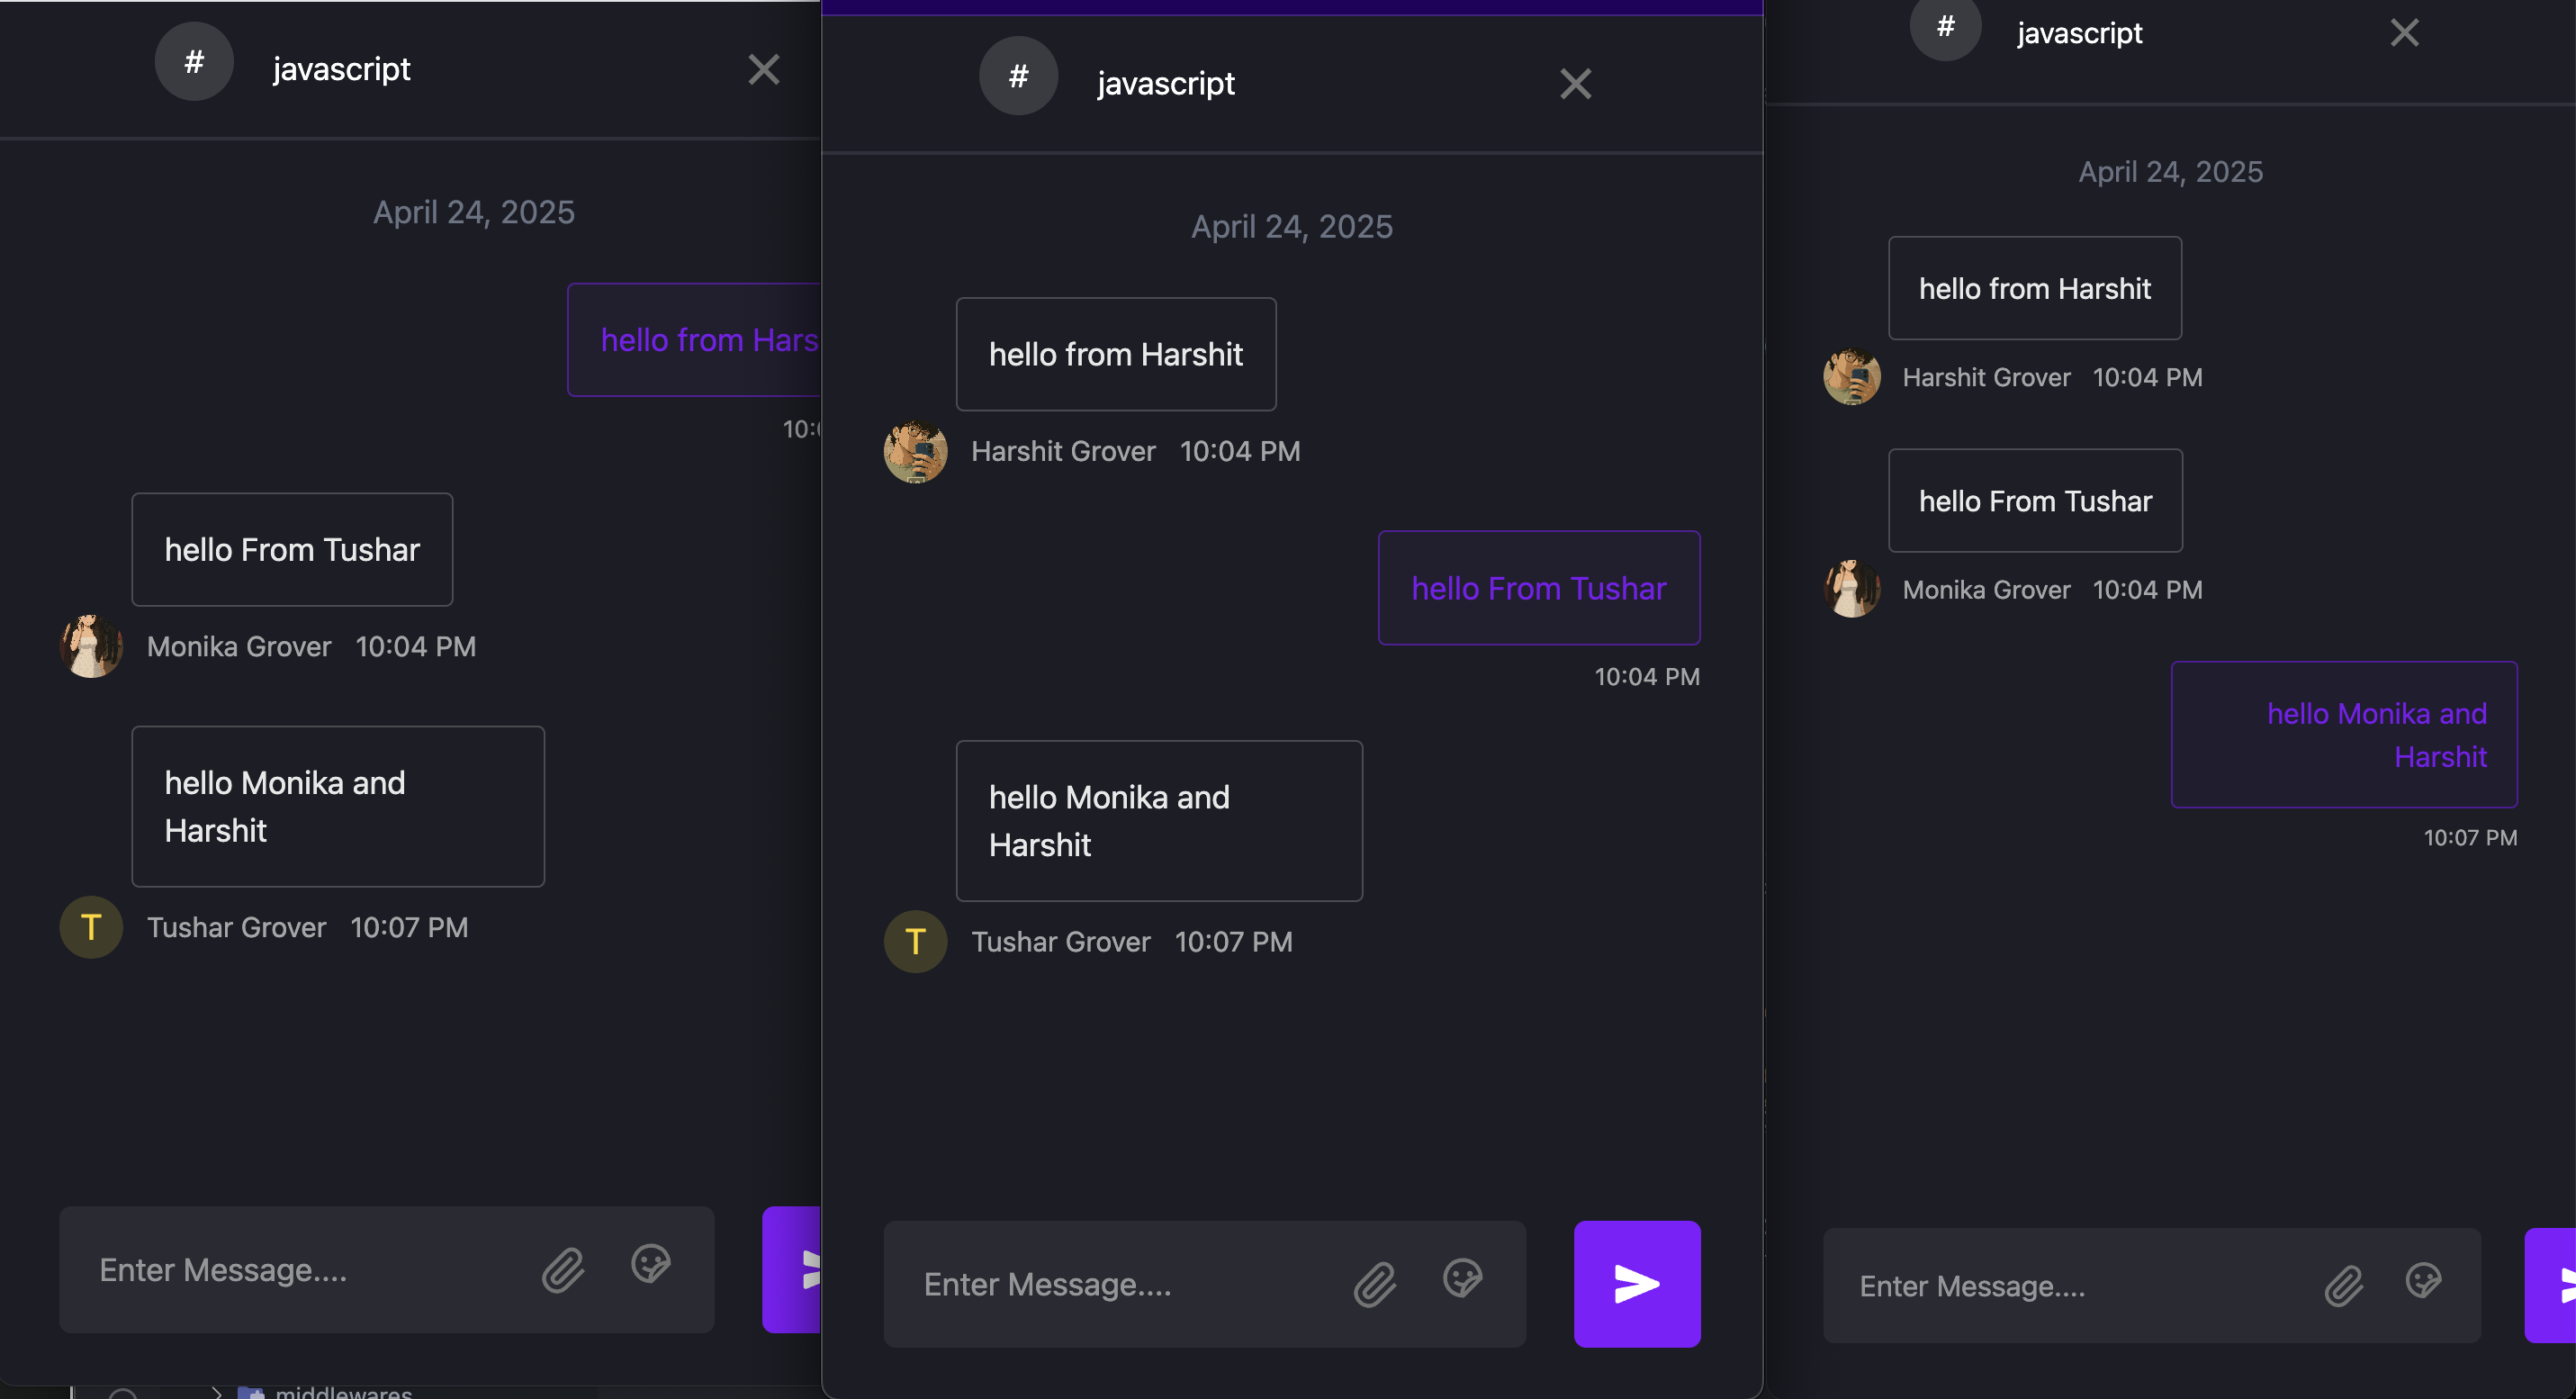 #
javascript
April 24, 2025
hello from Hars
10:0
hello From Tushar
Monika Grover 10:04 PM
hello Monika and
Harshit
T
Tushar Grover 10:07 PM
Enter Message....
middlewares
#
javascript
April 24, 2025
hello from Harshit
Harshit Grover 10:04 PM
hello From Tushar
10:04 PM
hello Monika and
Harshit
T
Tushar Grover 10:07 PM
Enter Message....
#
javascript
April 24, 2025
hello from Harshit
Harshit Grover 10:04 PM
hello From Tushar
Monika Grover 10:04 PM
hello Monika and
Harshit
10:07 PM
Enter Message....